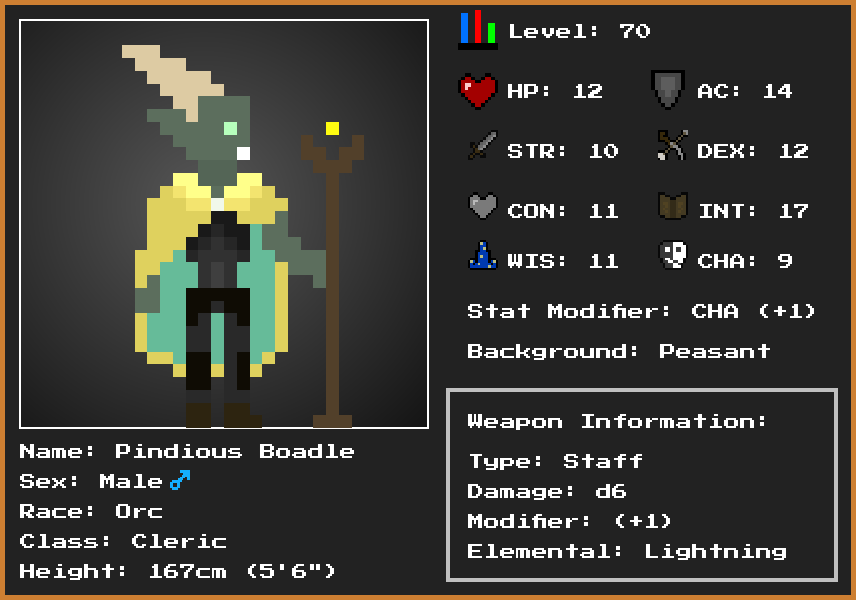 Level: 70
HP: 12 AC: 14
STR: 10 DEX: 12
CON: 11 INT: 17
WIS: 11 CHA: 9
Stat Modifier: CHA (+1)
Background: Peasant
Weapon Information:
Type: Staff
Damage: d6
Modifier: (+1)
Elemental: Lightning
Name: Pindious Boadle
Sex: Male♂
Race: Orc
Class: Cleric
Height: 167cm (5'6")